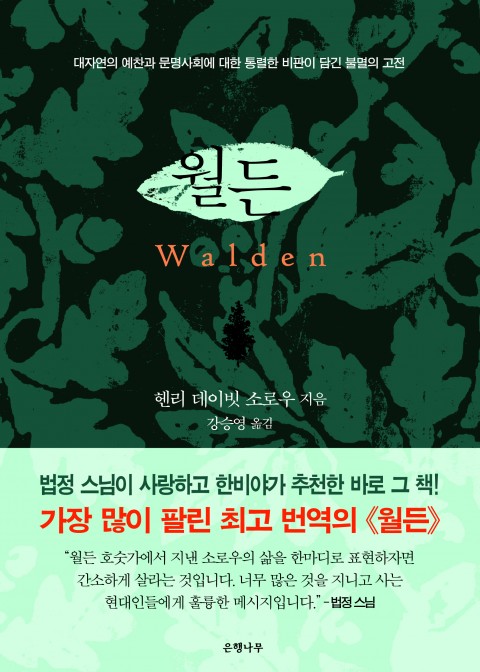 대자연의 예찬과 문명사회에 대한 통렬한 비판이 담긴 불멸의 고전
월든
Walden
헨리 데이빗 소로우 지음
강승영 옮김
법정 스님이 사랑하고 한비야가 추천한 바로 그 책!
가장 많이 팔린 최고 번역의 《월든》
“월든 호숫가에서 지낸 소로우의 삶을 한마디로 표현하자면
간소하게 살라는 것입니다. 너무 많은 것을 지니고 사는
현대인들에게 훌륭한 메시지입니다.” - 법정 스님
은행나무